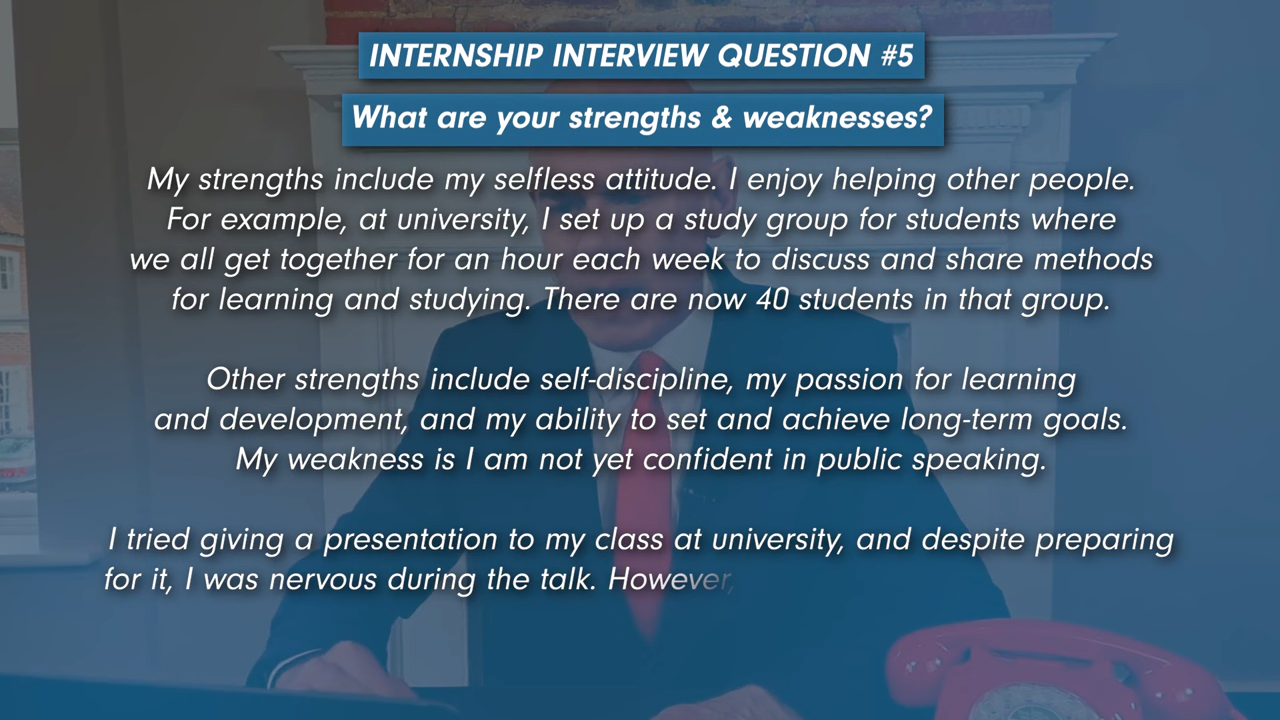 INTERNSHIP INTERVIEW QUESTION #5
What are your strengths & weaknesses?
My strengths include my selfless attitude. I enjoy helping other people.
For example, at university, I set up a study group for students where
we all get together for an hour each week to discuss and share methods
for learning and studying. There are now 40 students in that group.
Other strengths include self-discipline, my passion for learning
and development, and my ability to set and achieve long-term goals.
My weakness is I am not yet confident in public speaking.
I tried giving a presentation to my class at university, and despite preparing
for it, I was nervous during the talk. However,